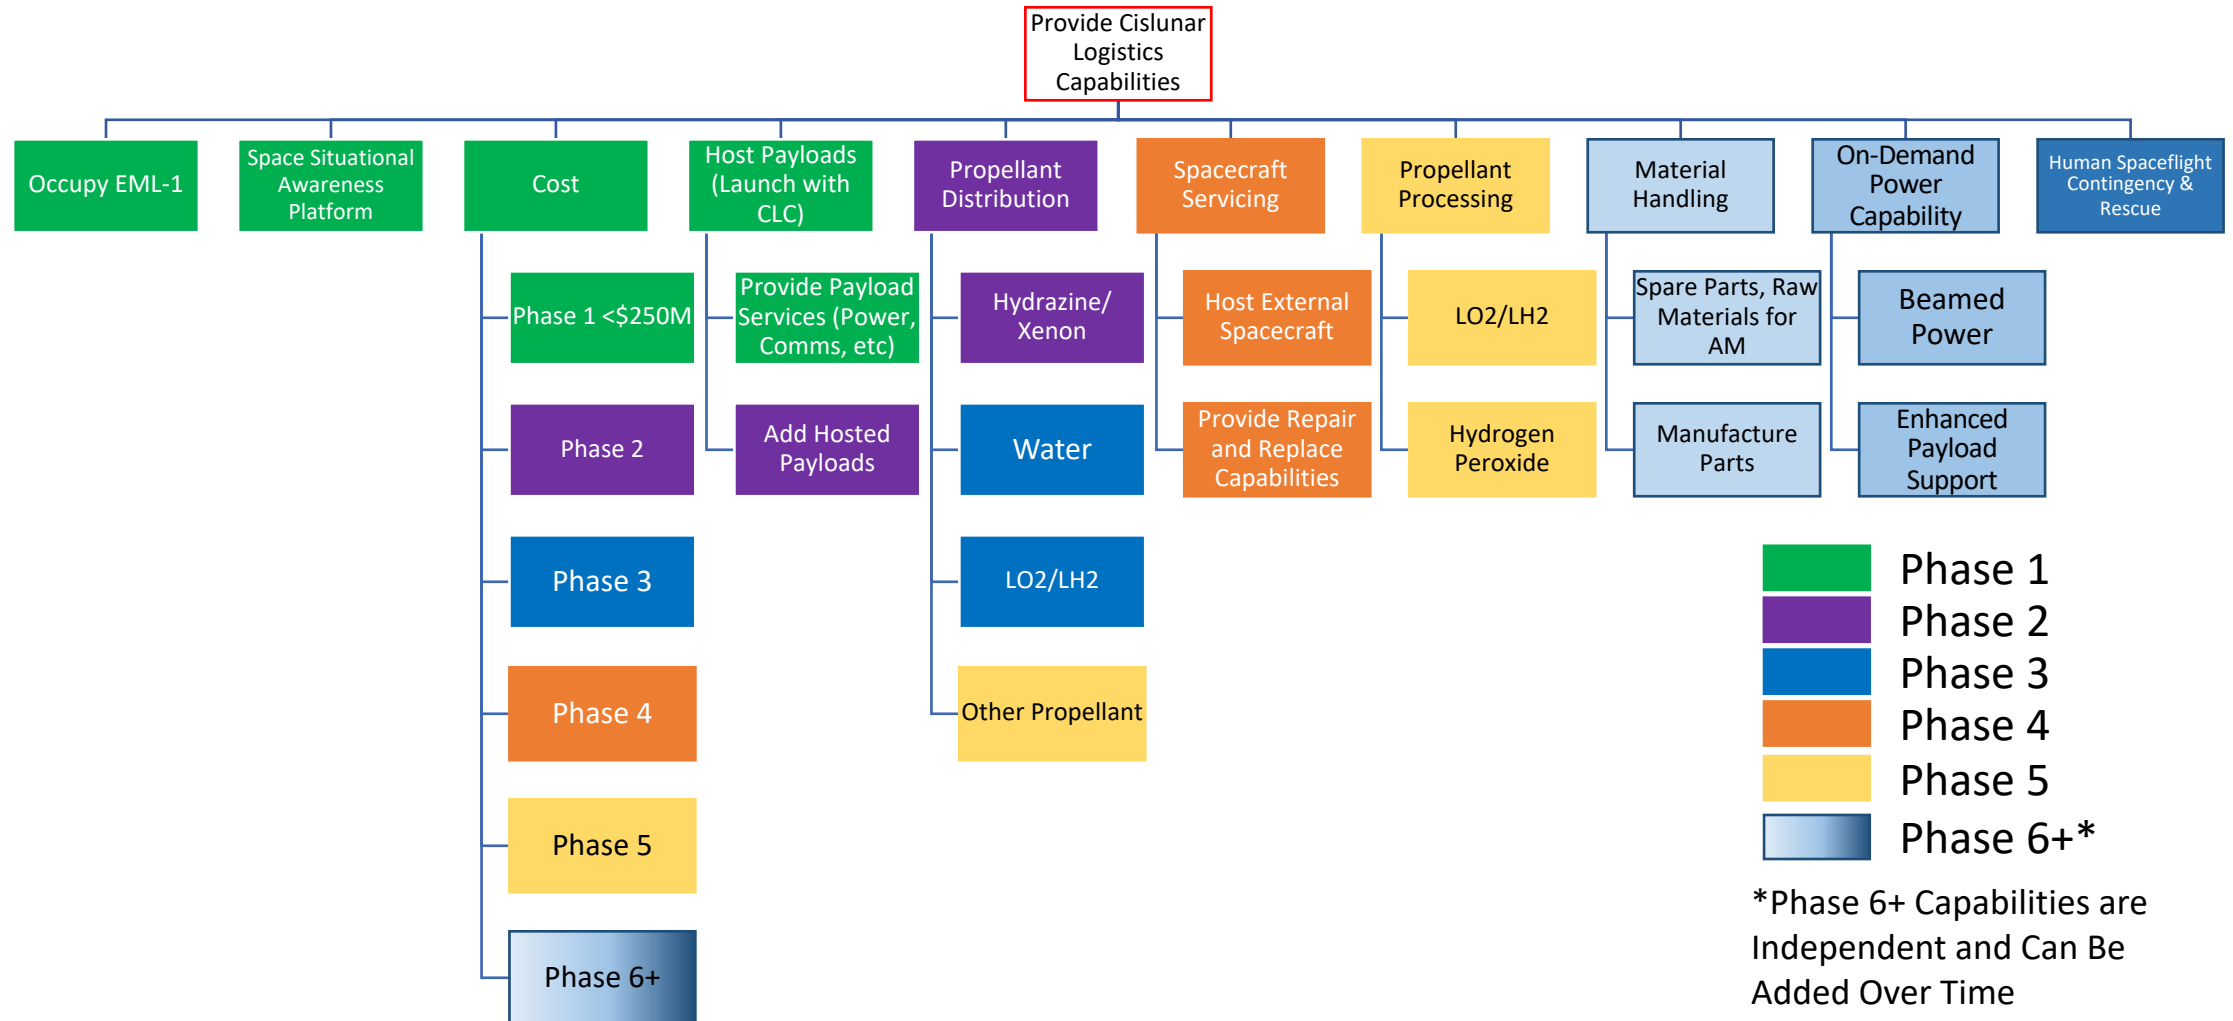 Provide Cislunar
Logistics
Capabilities
Occupy EML-1
Space Situational
Awareness
Platform
Cost
Host Payloads
(Launch with
CLC)
Propellant
Distribution
Spacecraft
Servicing
Propellant
Processing
Material
Handling
On-Demand
Power
Capability
Human Spaceflight
Contingency &
Rescue
Phase 1 <$250M
Provide Payload
Services (Power,
Comms, etc)
Hydrazine/
Xenon
Host External
Spacecraft
LO2/LH2
Spare Parts, Raw
Materials for
AM
Beamed
Power
Phase 2
Add Hosted
Payloads
Water
Provide Repair
and Replace
Capabilities
Hydrogen
Peroxide
Manufacture
Parts
Enhanced
Payload
Support
Phase 3
LO2/LH2
Phase 4
Other Propellant
Phase 5
Phase 6+
Phase 1
Phase 2
Phase 3
Phase 4
Phase 5
Phase 6+*
*Phase 6+ Capabilities are
Independent and Can Be
Added Over Time